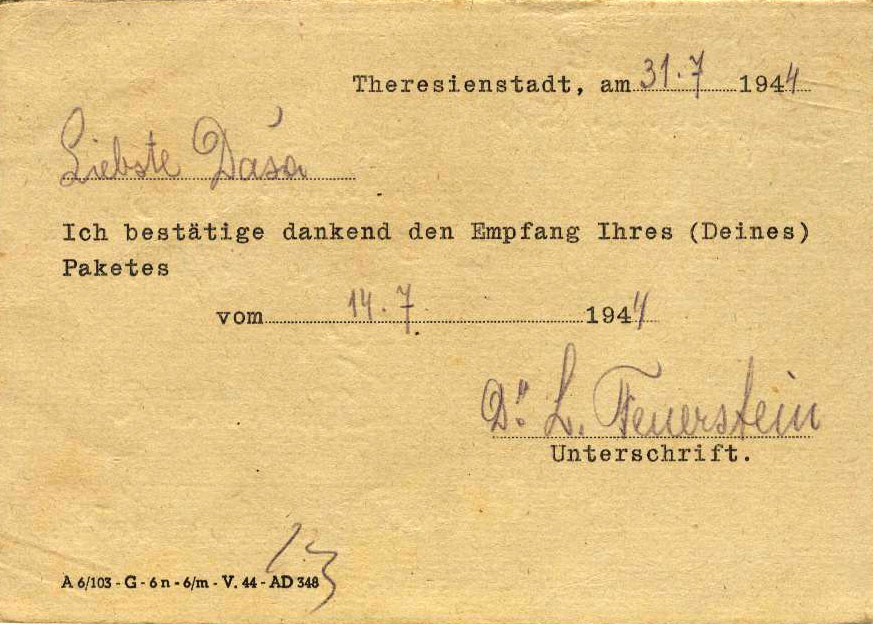 Theresienstadt, am 31.7 1944
Liebste Dáša
Ich bestätige dankend den Empfang Ihres (Deines)
Paketes
vom 14.7. 1944
Dr. L. Feuerstein
Unterschrift.
A 6/103 - G - 6 n - 6/m - V. 44 - AD 348